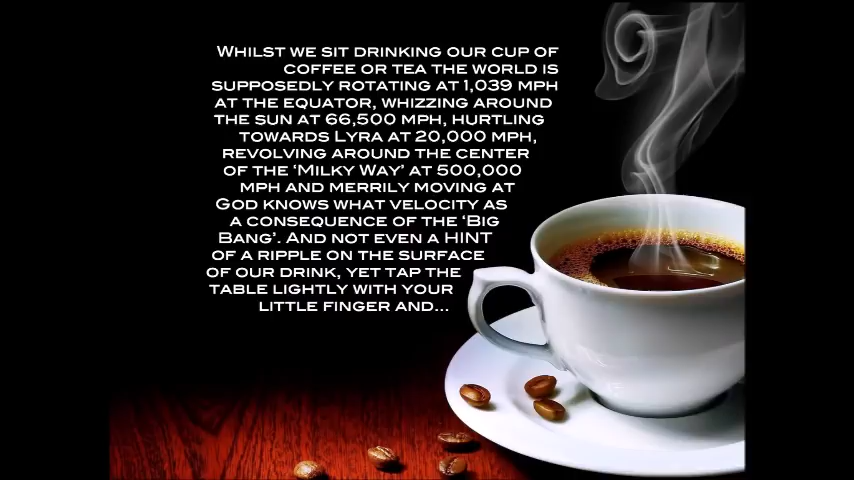 Whilst we sit drinking our cup of
coffee or tea the world is
supposedly rotating at 1,039 mph
at the equator, whizzing around
the sun at 66,500 mph, hurtling
towards Lyra at 20,000 mph,
revolving around the center
of the ‘Milky Way’ at 500,000
mph and merrily moving at
God knows what velocity as
a consequence of the ‘Big
Bang’. And not even a HINT
of a ripple on the surface
of our drink, yet tap the
table lightly with your
little finger and...